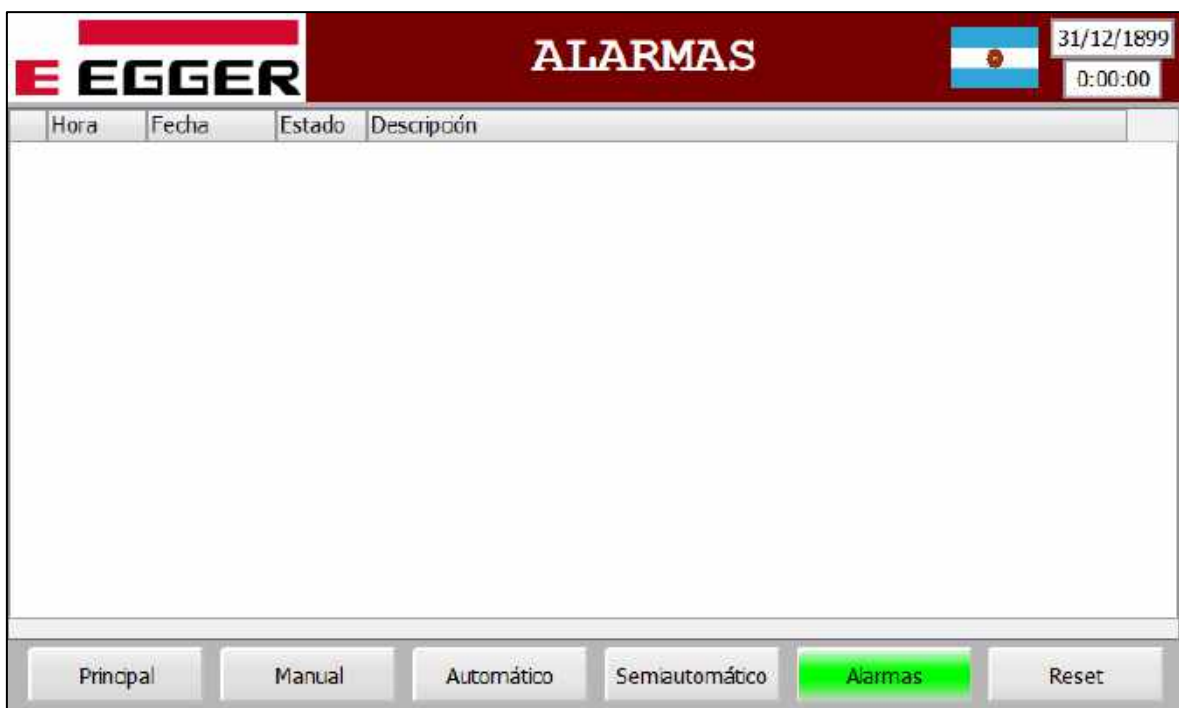 E EGGER
ALARMAS
31/12/1899
0:00:00
Hora Fecha Estado Descripción
Principal Manual Automático Semiautomático Alarmas Reset